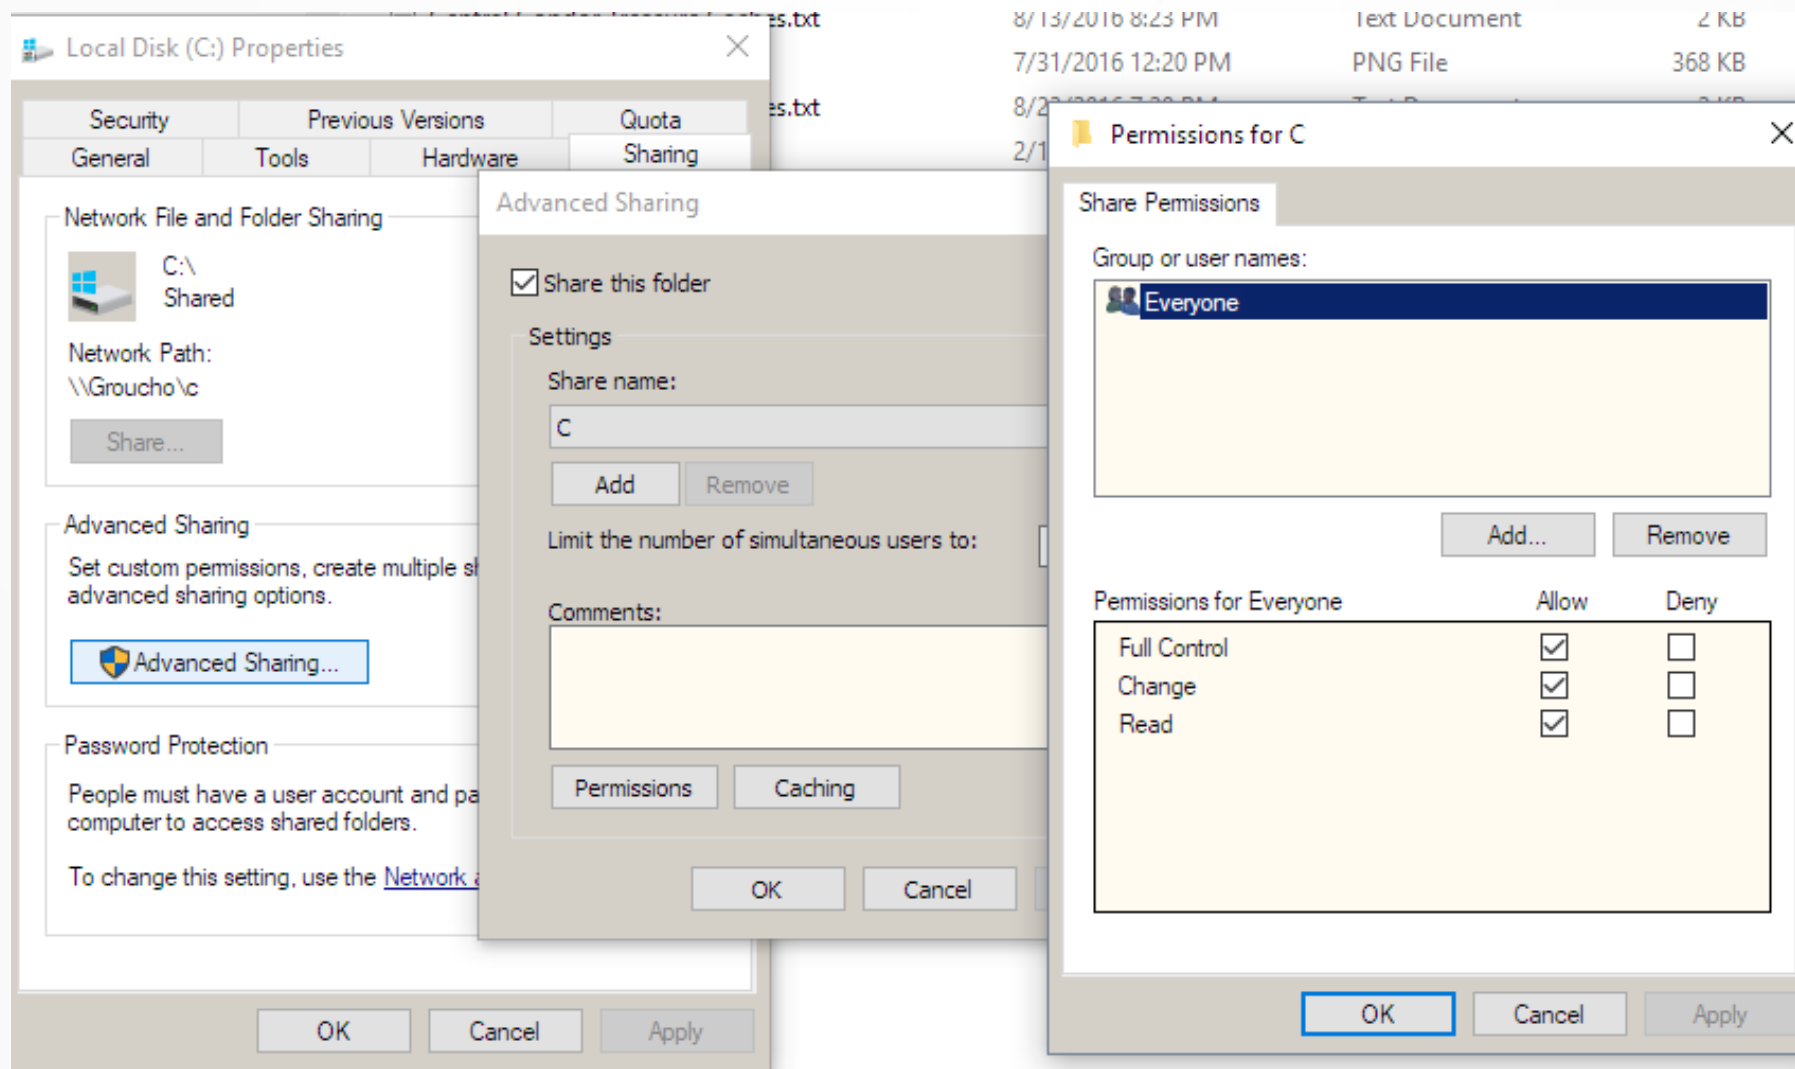 es.txt 8/13/2016 8:23 PM Text Document 2 KB
7/31/2016 12:20 PM PNG File 368 KB
es.txt
Local Disk (C:) Properties
Security Previous Versions Quota
General Tools Hardware Sharing
Network File and Folder Sharing
C:\
Shared
Network Path:
\\Groucho\c
Share...
Advanced Sharing
Set custom permissions, create multiple
advanced sharing options.
Advanced Sharing...
Password Protection
People must have a user account and
computer to access shared folders.
To change this setting, use the Network
OK Cancel Apply
Advanced Sharing
Share this folder
Settings
Share name:
C
Add Remove
Limit the number of simultaneous users to:
Comments:
Permissions Caching
OK Cancel
Permissions for C
Share Permissions
Group or user names:
Everyone
Add... Remove
Permissions for Everyone Allow Deny
Full Control
Change
Read
OK Cancel Apply